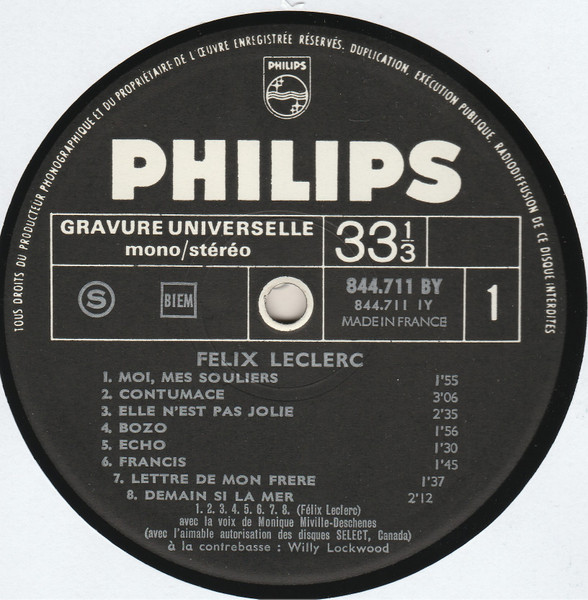 TOUS DROITS DU PRODUCTEUR PHONOGRAPHIQUE ET DU PROPRIÉTAIRE DE L'ŒUVRE ENREGISTRÉE RÉSERVÉS. DUPLICATION, EXÉCUTION PUBLIQUE, RADIODIFFUSION DE CE DISQUE INTERDITES
PHILIPS
PHILIPS
GRAVURE UNIVERSELLE
mono/stéréo
33 1/3
S
BIEM
844.711 BY
844.711 IY
MADE IN FRANCE
1
FELIX LECLERC
1. MOI, MES SOULIERS 1'55
2. CONTUMACE 3'06
3. ELLE N'EST PAS JOLIE 2'35
4. BOZO 1'56
5. ECHO 1'30
6. FRANCIS 1'45
7. LETTRE DE MON FRERE 1'37
8. DEMAIN SI LA MER 2'12
1. 2. 3. 4. 5. 6. 7. 8. (Félix Leclerc)
avec la voix de Monique Miville-Deschenes
(avec l'aimable autorisation des disques SELECT, Canada)
à la contrebasse : Willy Lockwood